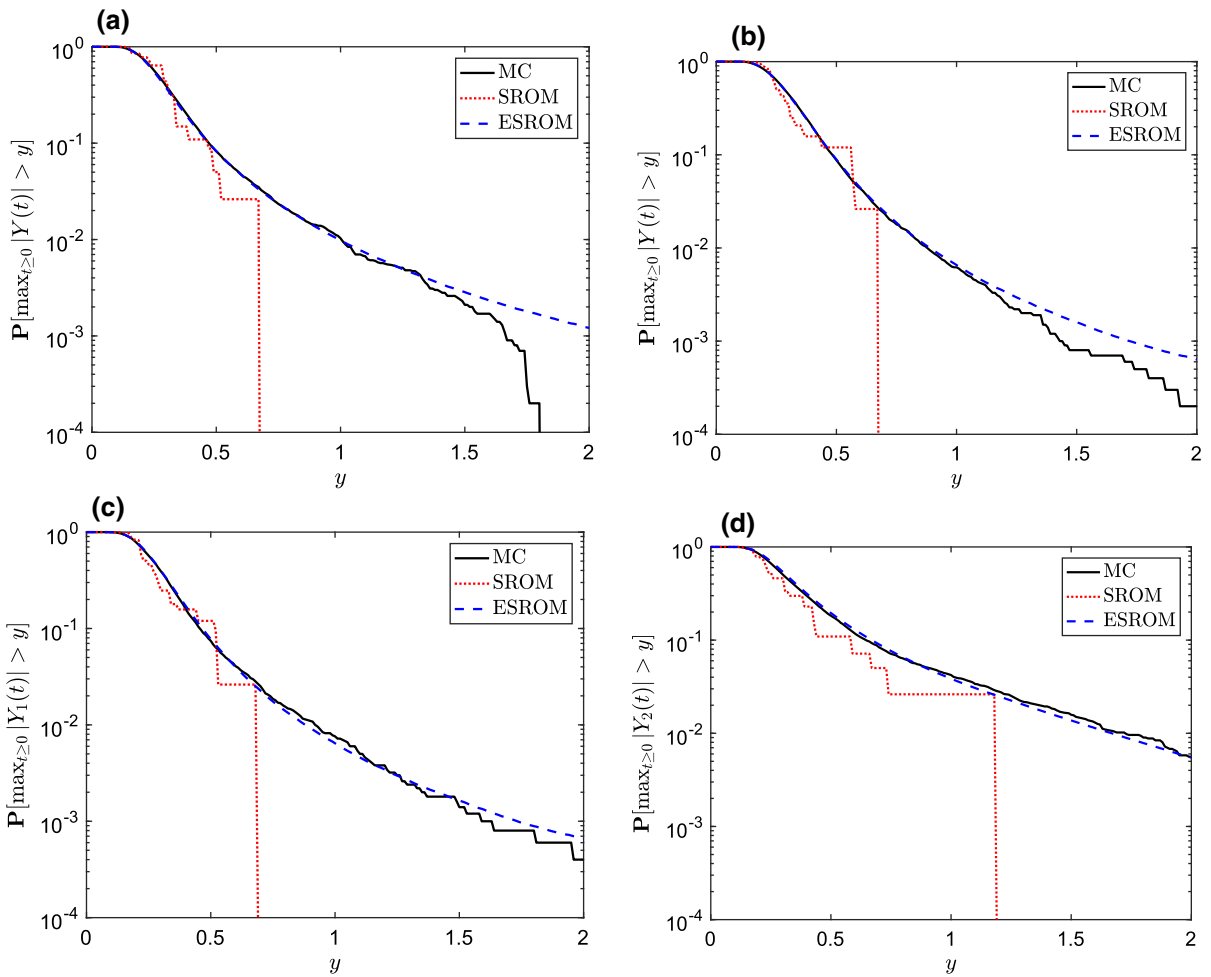 (a)
10^0
10^-1
10^-2
10^-3
10^-4
P[max_{t≥0} |Y(t)| > y]
MC
SROM
ESROM
0 0.5 1 1.5 2
y
(b)
10^0
10^-1
10^-2
10^-3
10^-4
P[max_{t≥0} |Y(t)| > y]
MC
SROM
ESROM
0 0.5 1 1.5 2
y
(c)
10^0
10^-1
10^-2
10^-3
10^-4
P[max_{t≥0} |Y_1(t)| > y]
MC
SROM
ESROM
0 0.5 1 1.5 2
y
(d)
10^0
10^-1
10^-2
10^-3
10^-4
P[max_{t≥0} |Y_2(t)| > y]
MC
SROM
ESROM
0 0.5 1 1.5 2
y